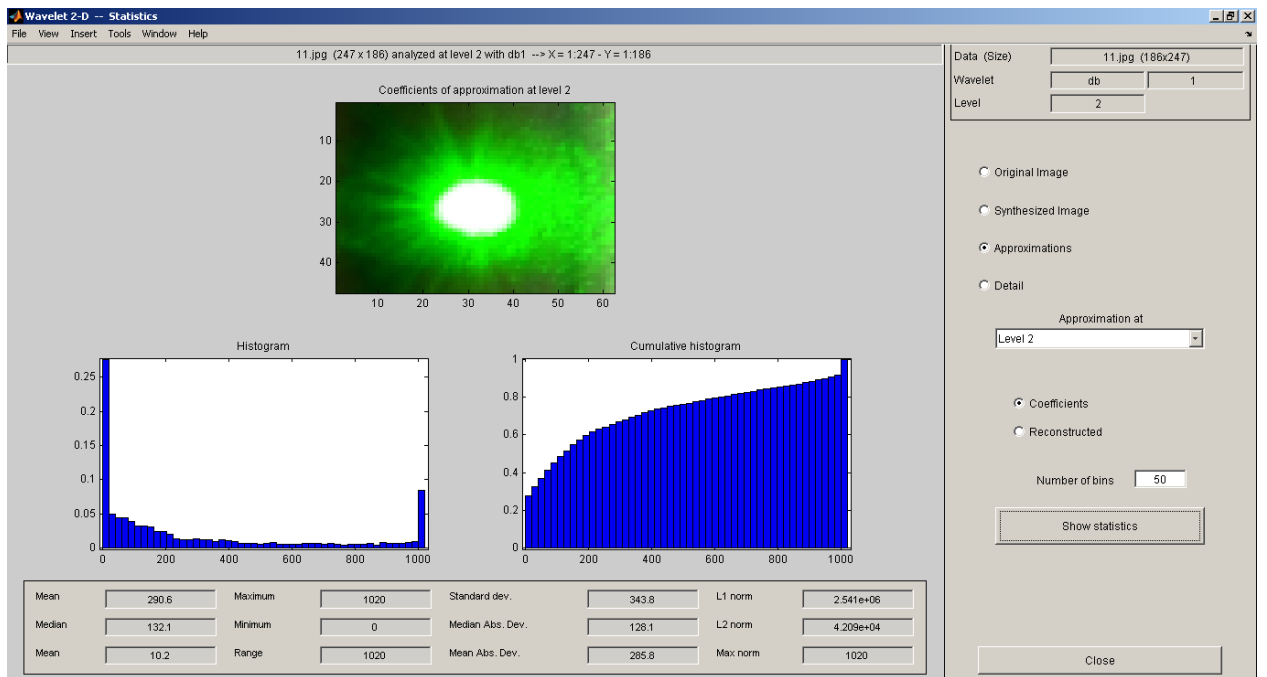 Wavelet 2-D -- Statistics
File View Insert Tools Window Help
11.jpg (247 x 186) analyzed at level 2 with db1 --> X = 1:247 - Y = 1:186
Coefficients of approximation at level 2
10
20
30
40
10 20 30 40 50 60
Histogram
0.25
0.2
0.15
0.1
0.05
0
0 200 400 600 800 1000
Cumulative histogram
1
0.8
0.6
0.4
0.2
0
0 200 400 600 800 1000
Mean 290.6 Maximum 1020 Standard dev. 343.8 L1 norm 2.541e+06
Median 132.1 Minimum 0 Median Abs. Dev. 128.1 L2 norm 4.209e+04
Mean 10.2 Range 1020 Mean Abs. Dev. 285.8 Max norm 1020
Data (Size) 11.jpg (186x247)
Wavelet db 1
Level 2
Original Image
Synthesized Image
Approximations
Detail
Approximation at
Level 2
Coefficients
Reconstructed
Number of bins 50
Show statistics
Close